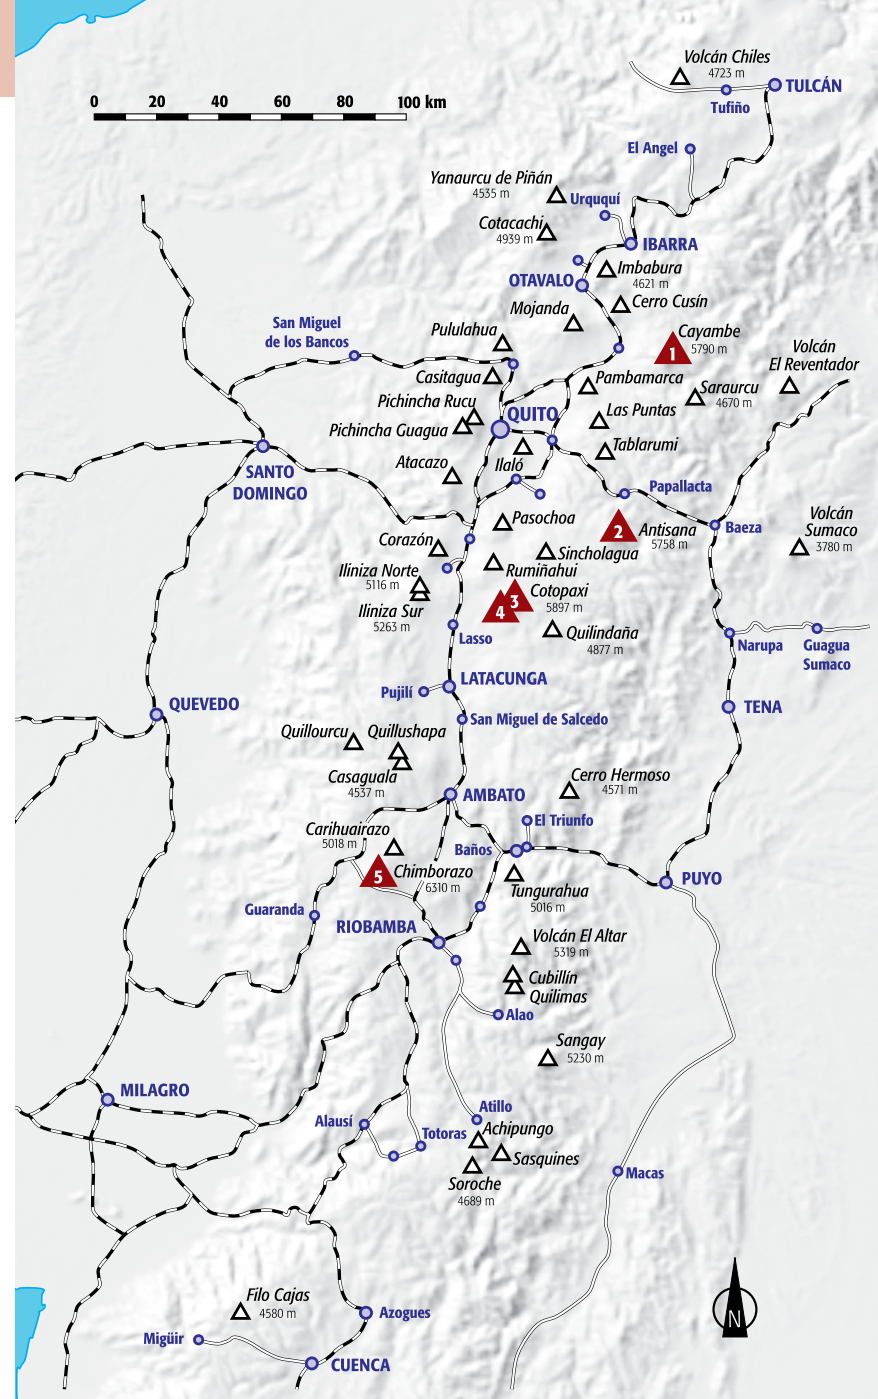 Volcán Chiles
4723 m
TULCÁN
Tufiño
0 20 40 60 80 100 km
El Angel
Yanaurcu de Piñán
4535 m
Urququí
Cotacachi
4939 m
IBARRA
Imbabura
4621 m
OTAVALO
Cerro Cusín
Mojanda
San Miguel
de los Bancos
Pululahua
Cayambe
5790 m
1
Volcán
El Reventador
Casitagua
Pambamarca
Saraurcu
4670 m
Pichincha Rucu
QUITO
Las Puntas
Pichincha Guagua
Tablarumi
Atacazo
Ilaló
SANTO
DOMINGO
Papallacta
Pasochoa
2
Antisana
5758 m
Baeza
Volcán
Sumaco
3780 m
Corazón
Sincholagua
Iliniza Norte
5116 m
Rumiñahui
3
4
Cotopaxi
5897 m
Iliniza Sur
5263 m
Lasso
Quilindaña
4877 m
Narupa
Guagua
Sumaco
LATACUNGA
Pujilí
QUEVEDO
TENA
San Miguel de Salcedo
Quillourcu
Quillushapa
Casaguala
4537 m
Cerro Hermoso
4571 m
AMBATO
El Triunfo
Carihuairazo
5018 m
Baños
5
Chimborazo
6310 m
PUYO
Tungurahua
5016 m
Guaranda
RIOBAMBA
Volcán El Altar
5319 m
Cubillín
Quilimas
Alao
Sangay
5230 m
MILAGRO
Atillo
Alausí
Totoras
Achipungo
Sasquines
Soroche
4689 m
Macas
Filo Cajas
4580 m
Azogues
N
Migüir
CUENCA